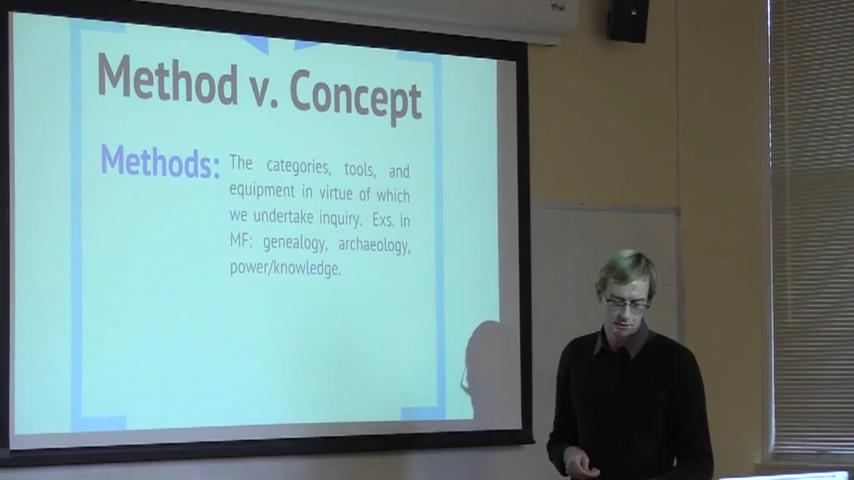 Method v. Concept
Methods: The categories, tools, and
equipment in virtue of which
we undertake inquiry. Exs. in
MF: genealogy, archaeology,
power/knowledge.